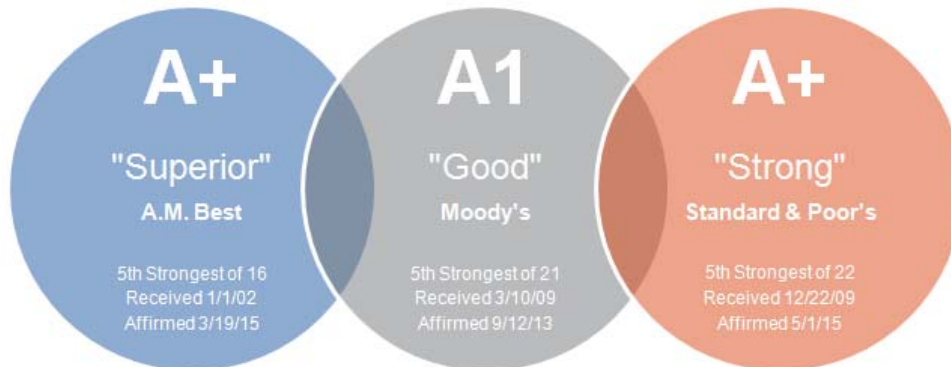 A+
"Superior"
A.M. Best
5th Strongest of 16
Received 1/1/02
Affirmed 3/19/15
A1
"Good"
Moody's
5th Strongest of 21
Received 3/10/09
Affirmed 9/12/13
A+
"Strong"
Standard & Poor's
5th Strongest of 22
Received 12/22/09
Affirmed 5/1/15